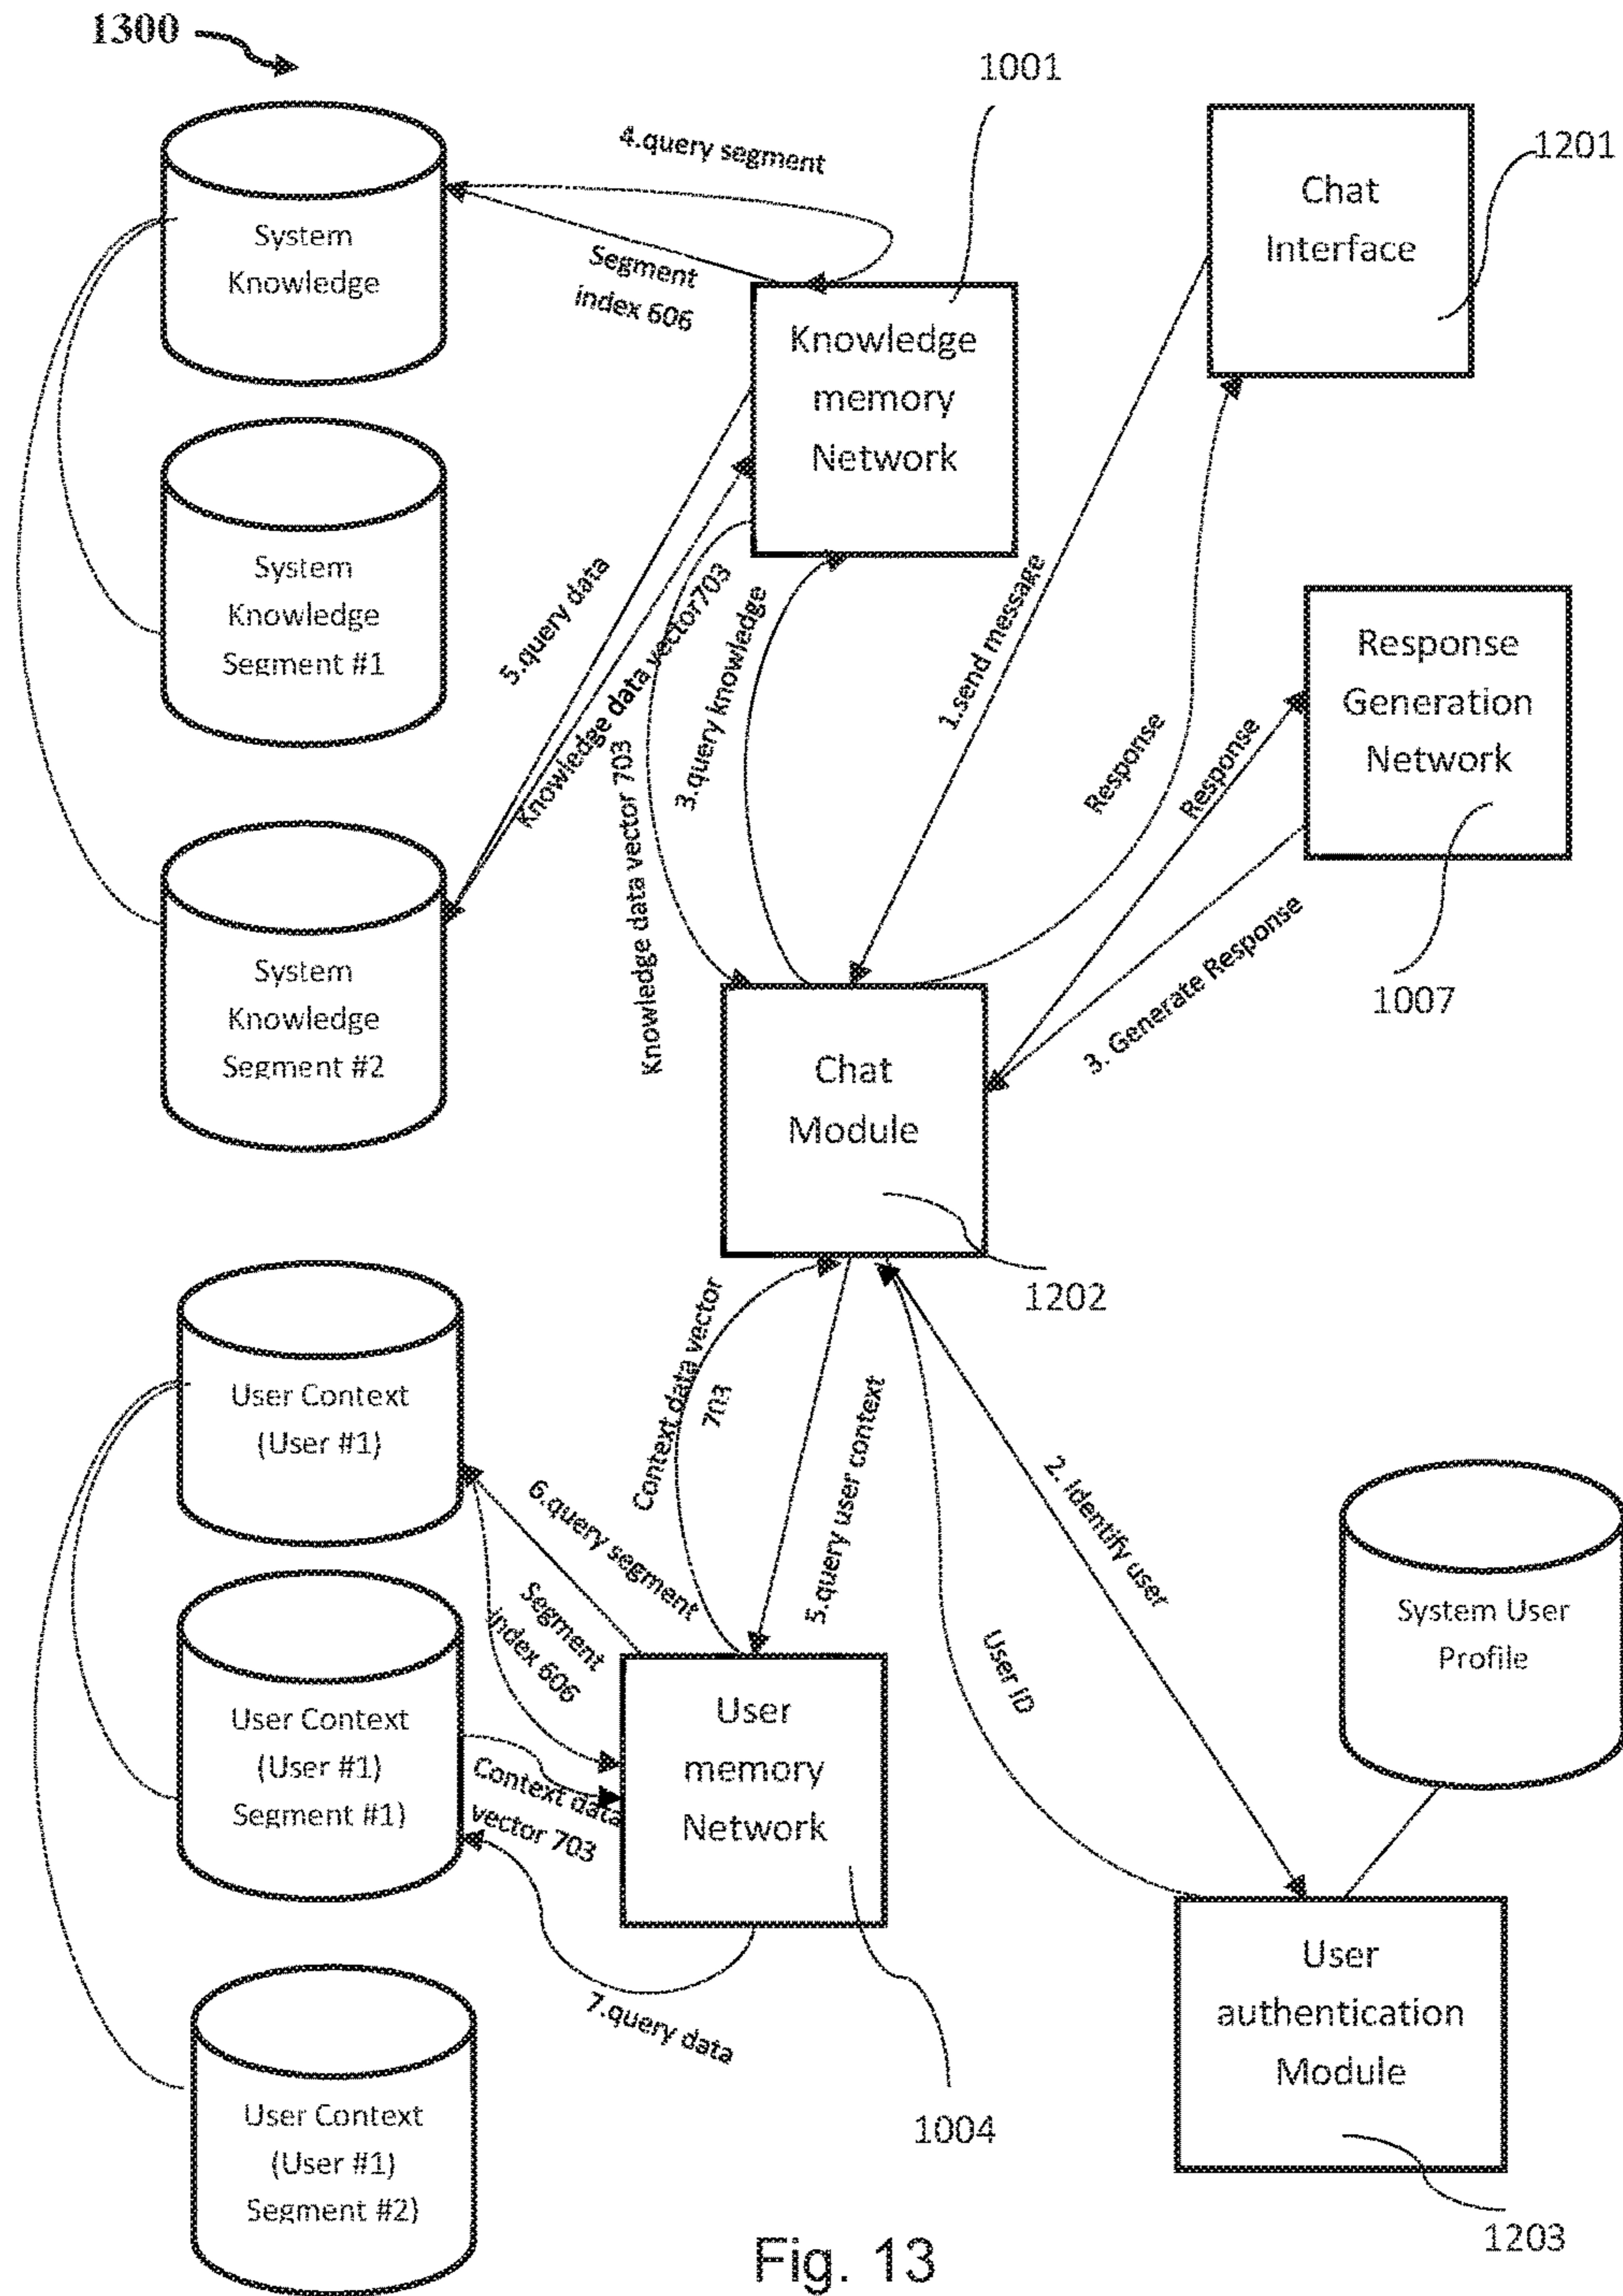 1300
1001
4.query segment
Chat
Interface
1201
System
Knowledge
Segment
index 606
Knowledge
memory
Network
System
Knowledge
Segment #1
5.query data
Knowledge data vector703
Knowledge data vector 703
3.query knowledge
1.send message
Response
Response
Response
Generation
Network
3. Generate Response
1007
System
Knowledge
Segment #2
Chat
Module
1202
User Context
(User #1)
Context data vector
703
6.query segment
Segment
index 606
5.query user context
2. Identify user
User ID
System User
Profile
User Context
(User #1)
Segment #1)
Context data
vector 703
User
memory
Network
7.query data
1004
User
authentication
Module
1203
User Context
(User #1)
Segment #2)
Fig. 13